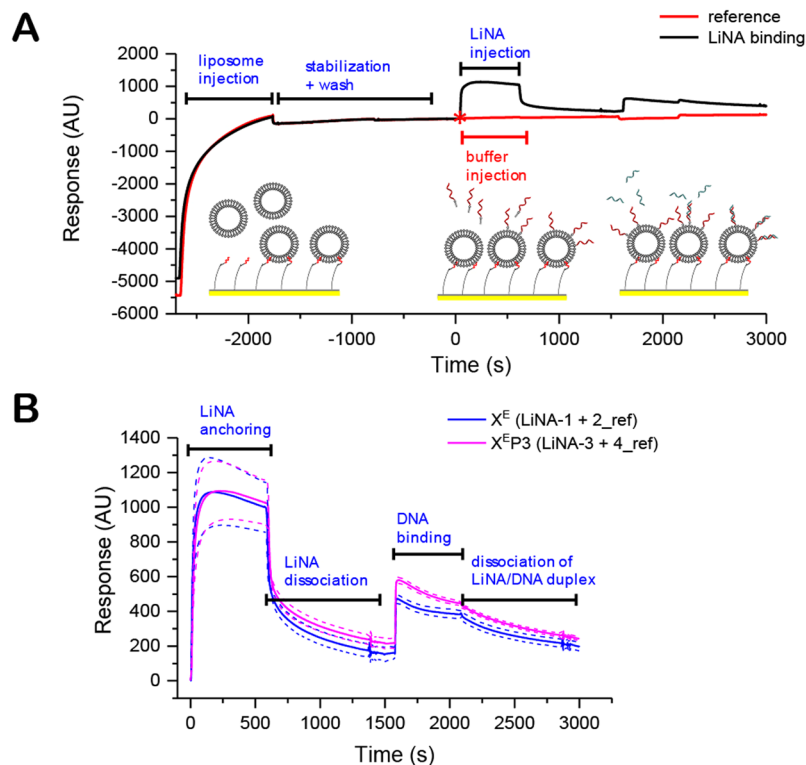 A
reference
LiNA binding
LiNA
injection
liposome
injection
stabilization
+ wash
buffer
injection
2000
1000
0
-1000
-2000
-3000
-4000
-5000
-6000
Response (AU)
-2000
-1000
0
1000
2000
3000
Time (s)
B
LiNA
anchoring
Xᴱ (LiNA-1 + 2_ref)
XᴱP3 (LiNA-3 + 4_ref)
DNA
binding
LiNA
dissociation
dissociation of
LiNA/DNA duplex
1400
1200
1000
800
600
400
200
0
Response (AU)
0
500
1000
1500
2000
2500
3000
Time (s)